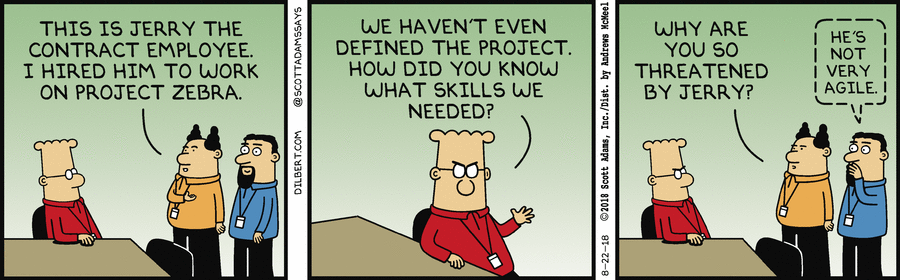 THIS IS JERRY THE
CONTRACT EMPLOYEE.
I HIRED HIM TO WORK
ON PROJECT ZEBRA.
DILBERT.COM @SCOTTADAMSSAYS
WE HAVEN'T EVEN
DEFINED THE PROJECT.
HOW DID YOU KNOW
WHAT SKILLS WE
NEEDED?
8-22-18 ©2018 Scott Adams, Inc./Dist. by Andrews McMeel
WHY ARE
YOU SO
THREATENED
BY JERRY?
HE'S
NOT
VERY
AGILE.